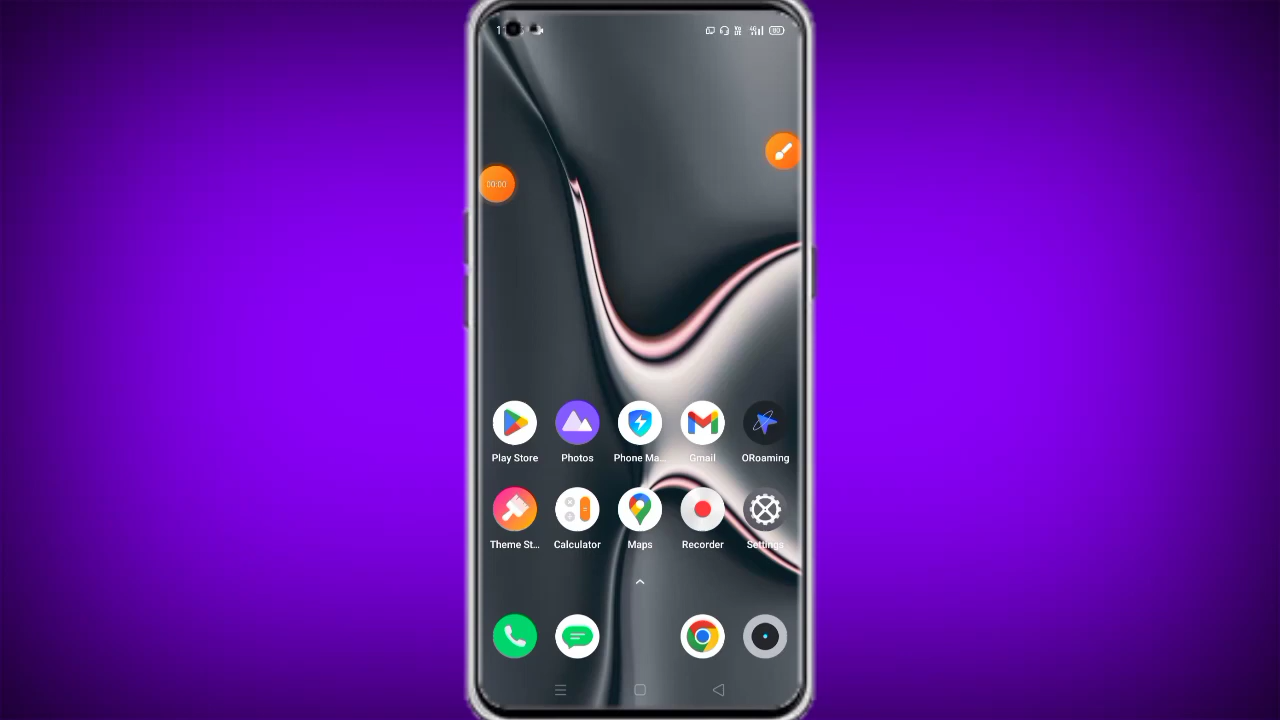 00:00
Play Store Photos Phone Ma... Gmail ORoaming
Theme St... Calculator Maps Recorder Settings